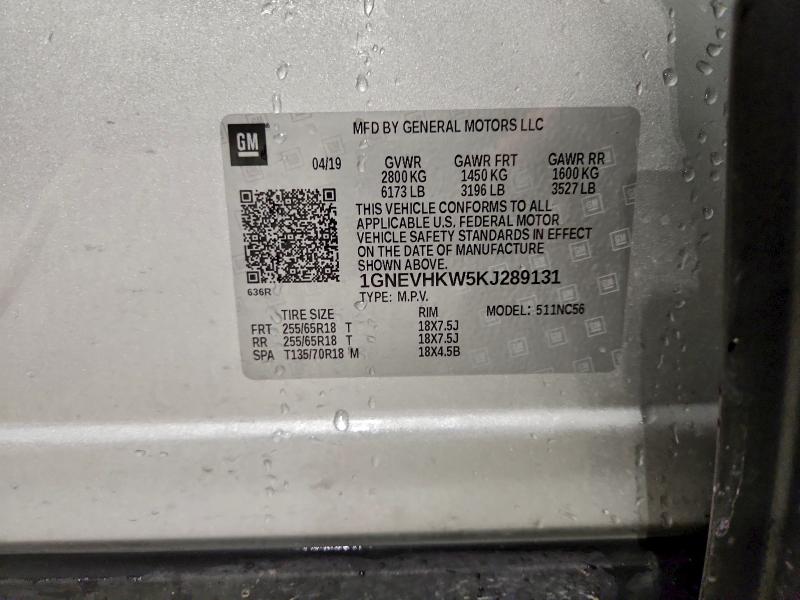 GM
MFD BY GENERAL MOTORS LLC
04/19 GVWR GAWR FRT GAWR RR
2800 KG 1450 KG 1600 KG
6173 LB 3196 LB 3527 LB
THIS VEHICLE CONFORMS TO ALL
APPLICABLE U.S. FEDERAL MOTOR
VEHICLE SAFETY STANDARDS IN EFFECT
ON THE DATE OF MANUFACTURE
SHOWN ABOVE.
1GNEVHKW5KJ289131
636R
TYPE: M.P.V.
TIRE SIZE RIM MODEL: 511NC56
FRT 255/65R18 T 18X7.5J
RR 255/65R18 T 18X7.5J
SPA T135/70R18 M 18X4.5B